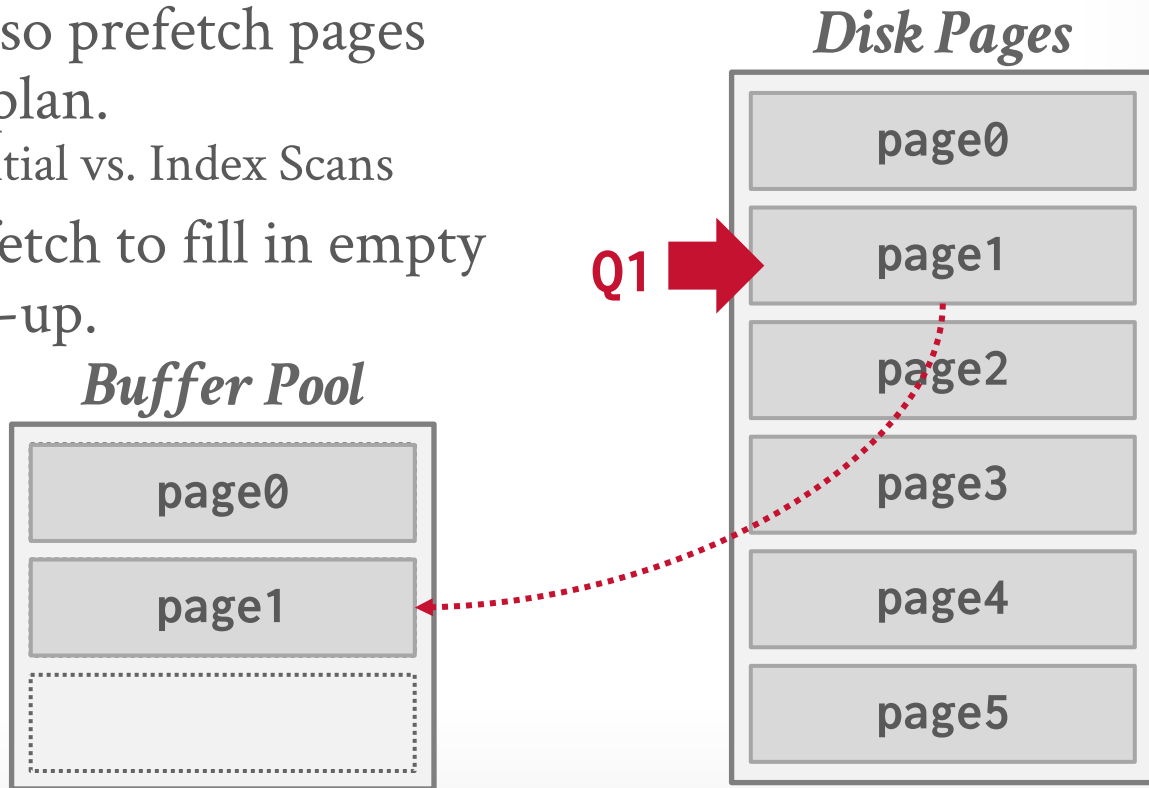 so prefetch pages
plan.
tial vs. Index Scans
fetch to fill in empty
-up.
Buffer Pool
page0
page1
Disk Pages
page0
Q1
page1
page2
page3
page4
page5